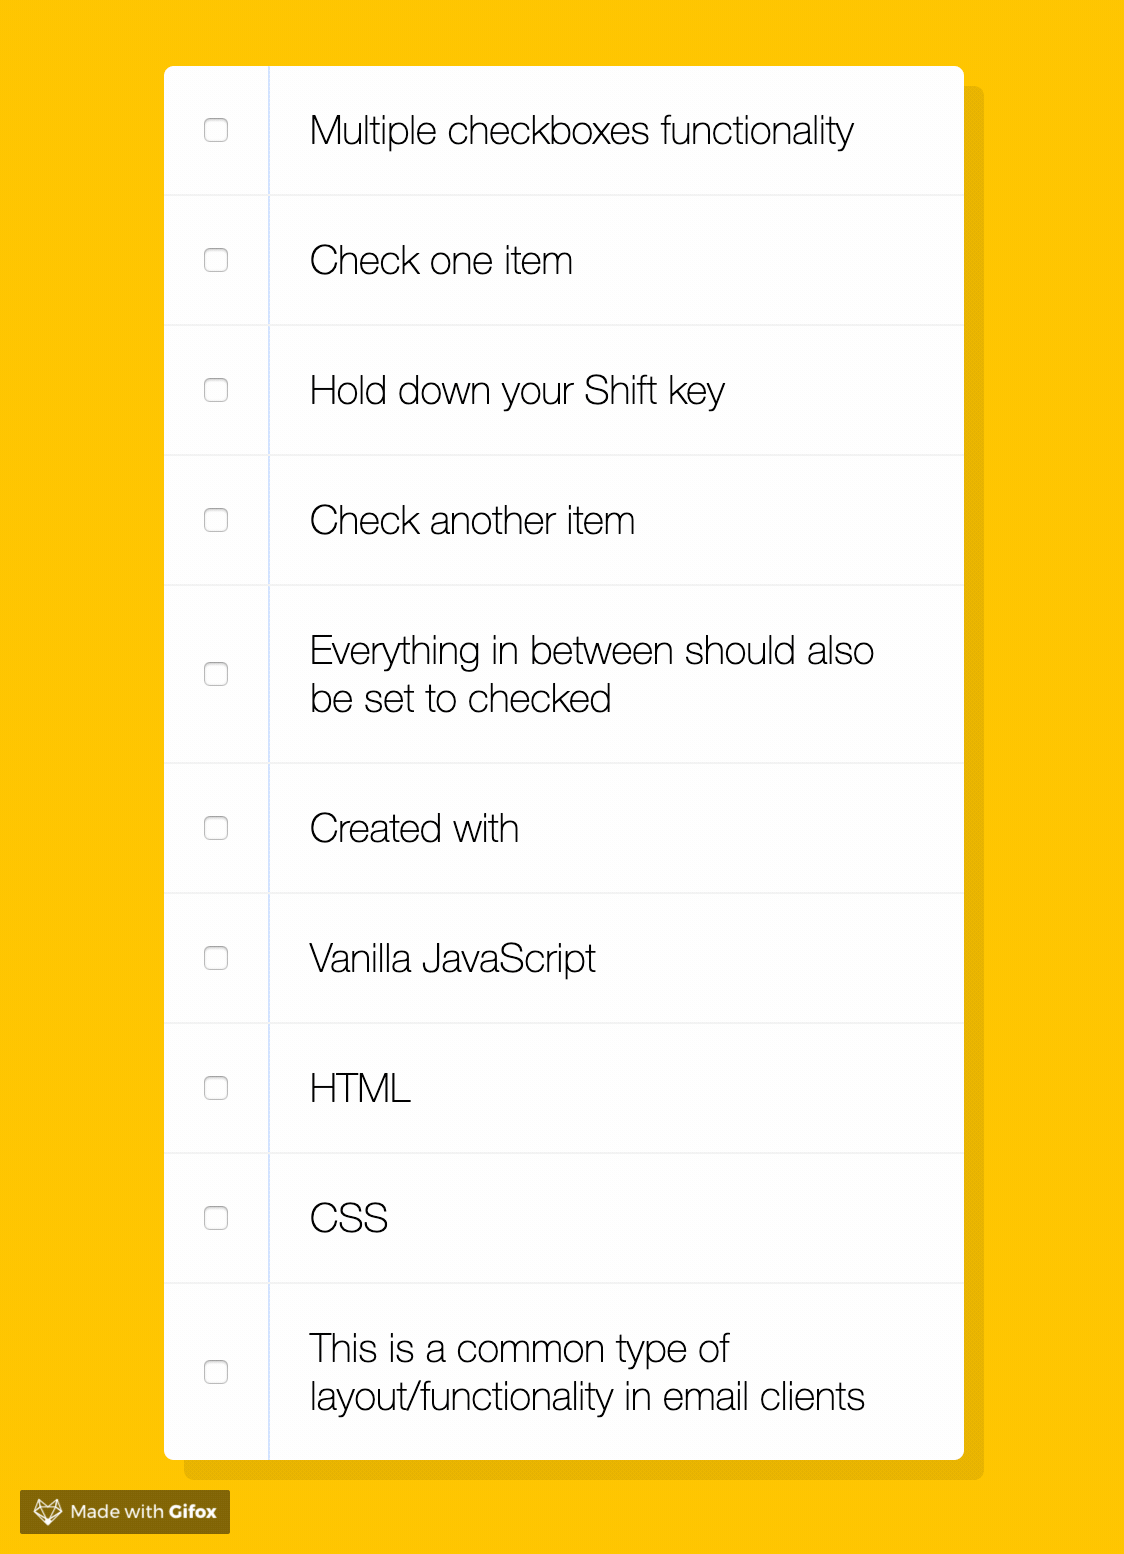 Multiple checkboxes functionality
Check one item
Hold down your Shift key
Check another item
Everything in between should also
be set to checked
Created with
Vanilla JavaScript
HTML
CSS
This is a common type of
layout/functionality in email clients
Made with Gifox